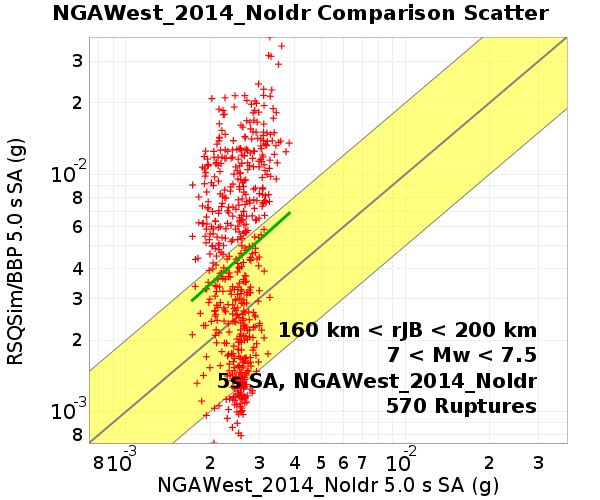 NGAWest_2014_NoIdr Comparison Scatter
RSQSim/BBP 5.0 s SA (g)
3
2
10-2
8
6
4
3
2
10-3
8
160 km < rJB < 200 km
7 < Mw < 7.5
5s SA, NGAWest_2014_NoIdr
570 Ruptures
8 10-3 2 3 4 5 6 7 10-2 2 3
NGAWest_2014_NoIdr 5.0 s SA (g)